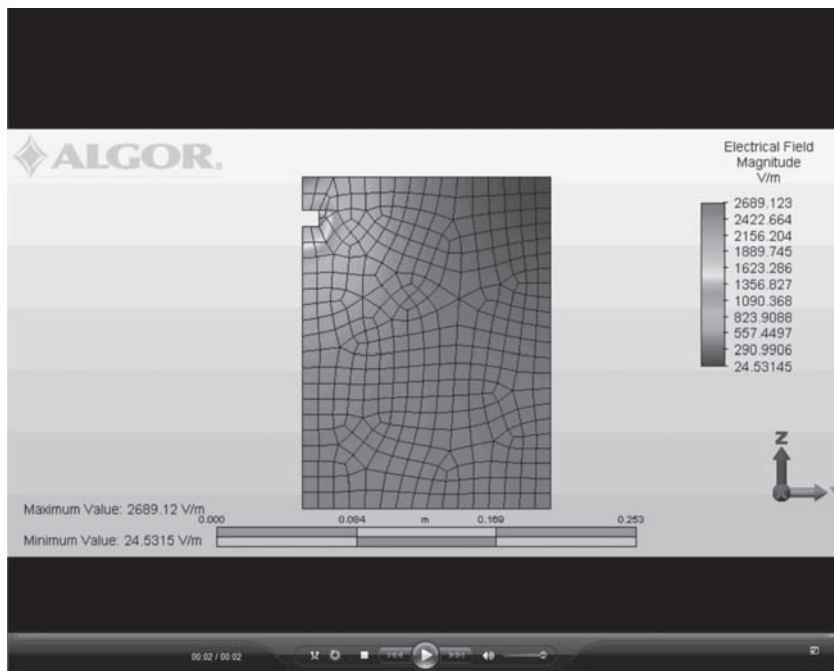 ALGOR®
Electrical Field
Magnitude
V/m
2689.123
2422.664
2156.204
1889.745
1623.286
1356.827
1090.368
823.9088
557.4497
290.9906
24.53145
Z
Y
Maximum Value: 2689.12 V/m
0.000 0.084 m 0.169 0.253
Minimum Value: 24.5315 V/m
00:02 / 00:02